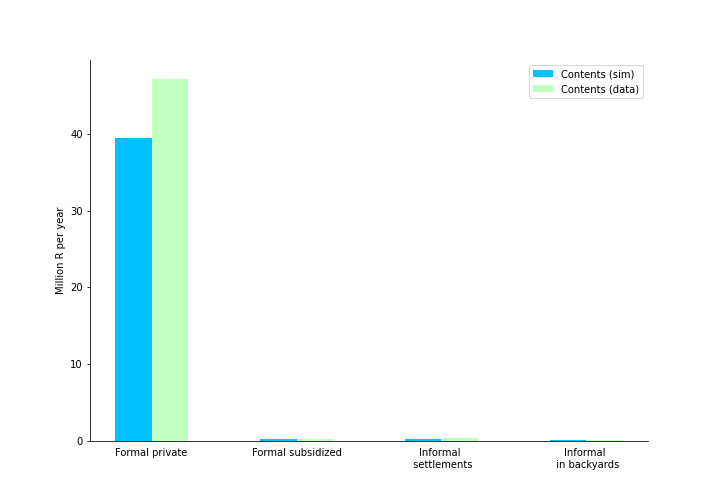 Contents (sim)
Contents (data)
Million R per year
40
30
20
10
0
Formal private
Formal subsidized
Informal
settlements
Informal
in backyards